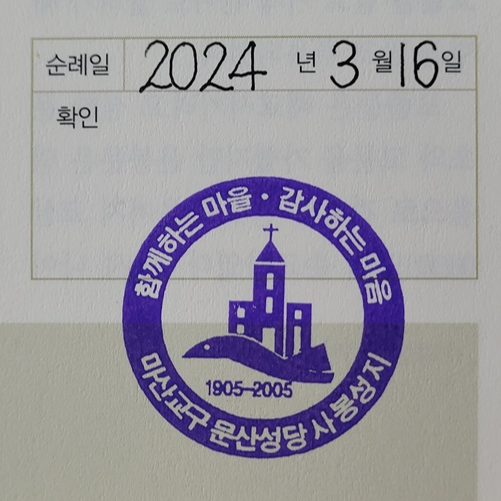 순례일 2024 년 3 월 16 일
확인
함께하는 마을 · 감사하는 마음
1905-2005
마산교구 문산성당 사봉성지